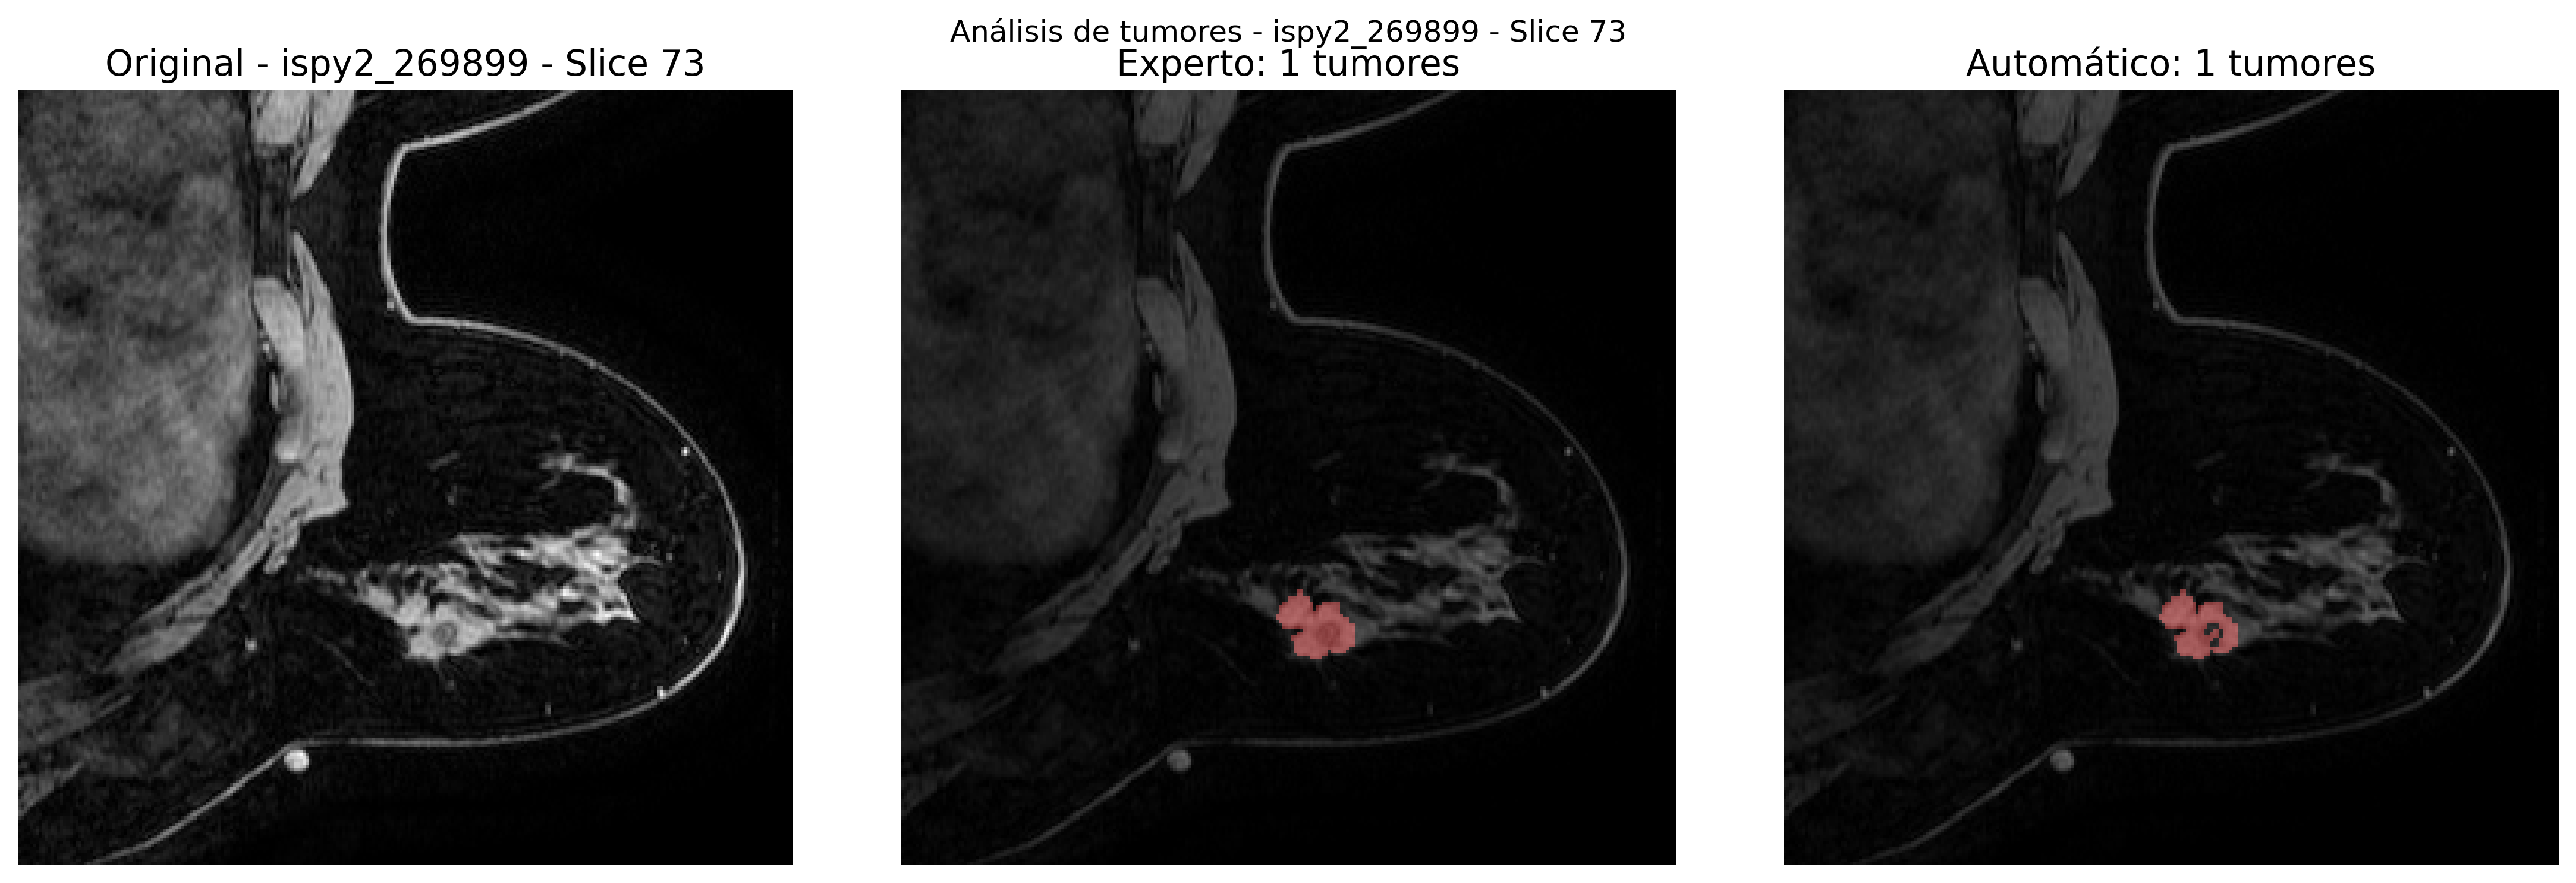 Análisis de tumores - ispy2_269899 - Slice 73
Original - ispy2_269899 - Slice 73
Experto: 1 tumores
Automático: 1 tumores